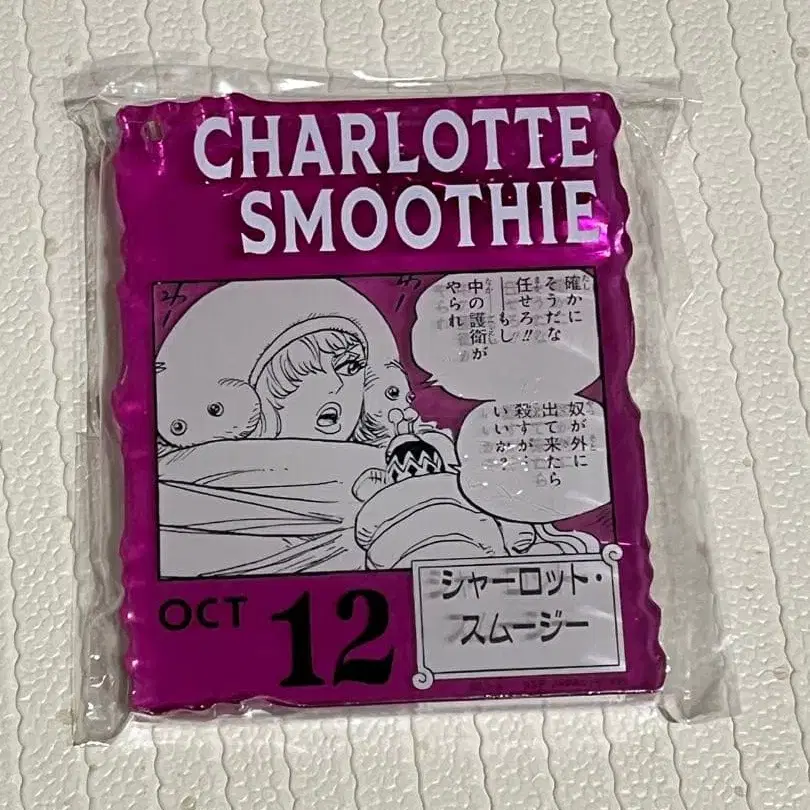 CHARLOTTE
SMOOTHIE
確かに
そうだな
任せろ!!
――もし
中の護衛が
やられ
奴が外に
出て来たら
殺すが
いいか?
OCT 12
シャーロット・
スムージー